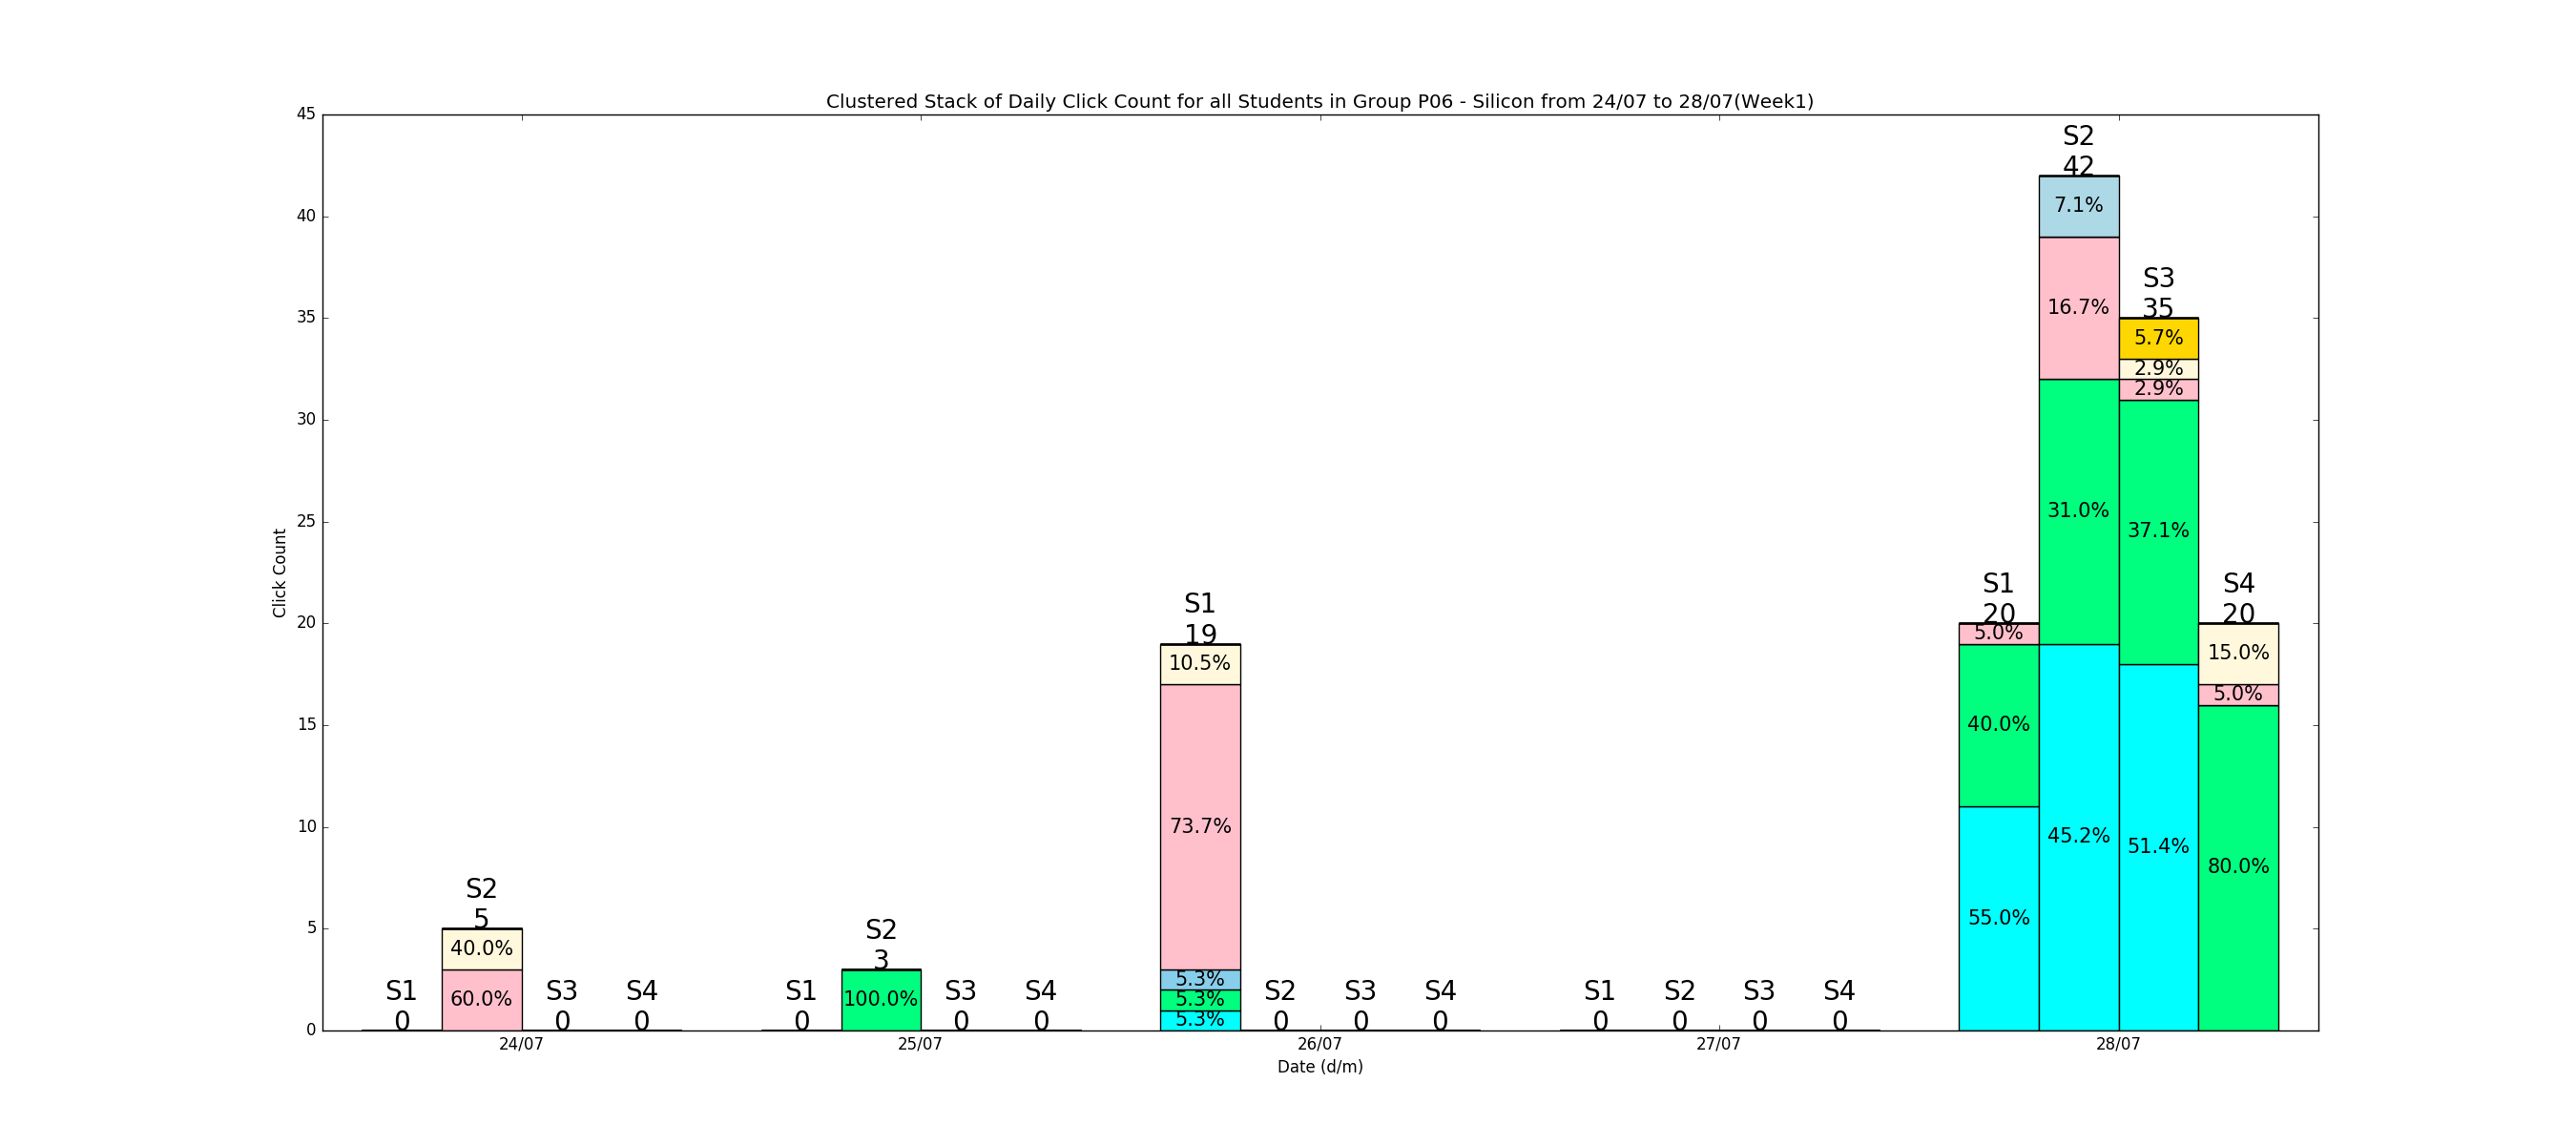 Clustered Stack of Daily Click Count for all Students in Group P06 - Silicon from 24/07 to 28/07(Week1)
Click Count
45
40
35
30
25
20
15
10
5
0
S1
0
S2
5
40.0%
60.0%
S3
0
S4
0
S1
0
S2
3
100.0%
S3
0
S4
0
S1
19
10.5%
73.7%
5.3%
5.3%
5.3%
S2
0
S3
0
S4
0
S1
0
S2
0
S3
0
S4
0
S1
20
5.0%
40.0%
55.0%
S2
42
7.1%
16.7%
31.0%
45.2%
S3
35
5.7%
2.9%
2.9%
37.1%
51.4%
S4
20
15.0%
5.0%
80.0%
24/07
25/07
26/07
27/07
28/07
Date (d/m)